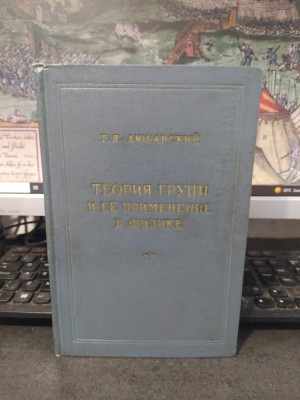 Г. Я. ЛЮБАРСКИЙ
ТЕОРИЯ ГРУПП
И ЕЕ ПРИМЕНЕНИЕ
В ФИЗИКЕ